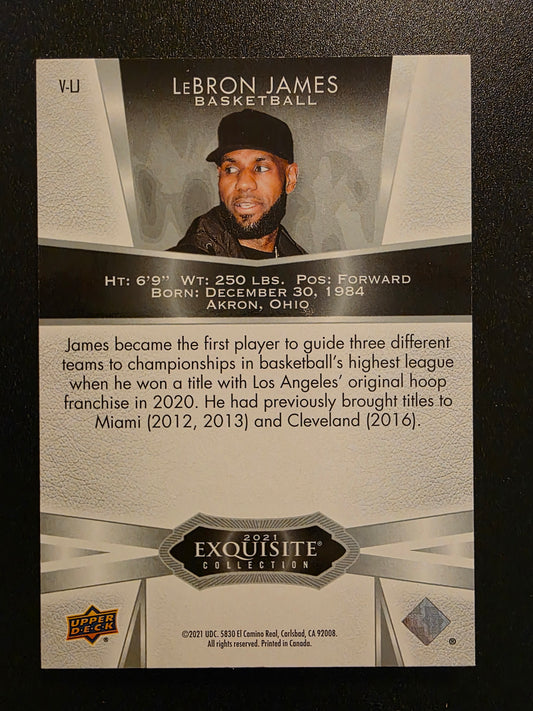 V-LJ
LEBRON JAMES
BASKETBALL
HT: 6'9" WT: 250 LBS. POS: FORWARD
BORN: DECEMBER 30, 1984
AKRON, OHIO
James became the first player to guide three different
teams to championships in basketball's highest league
when he won a title with Los Angeles' original hoop
franchise in 2020. He had previously brought titles to
Miami (2012, 2013) and Cleveland (2016).
2021
EXQUISITE®
COLLECTION
UPPER
D·E·C·K
®
©2021 UDC. 5830 El Camino Real, Carlsbad, CA 92008.
All rights reserved. Printed in Canada.
®